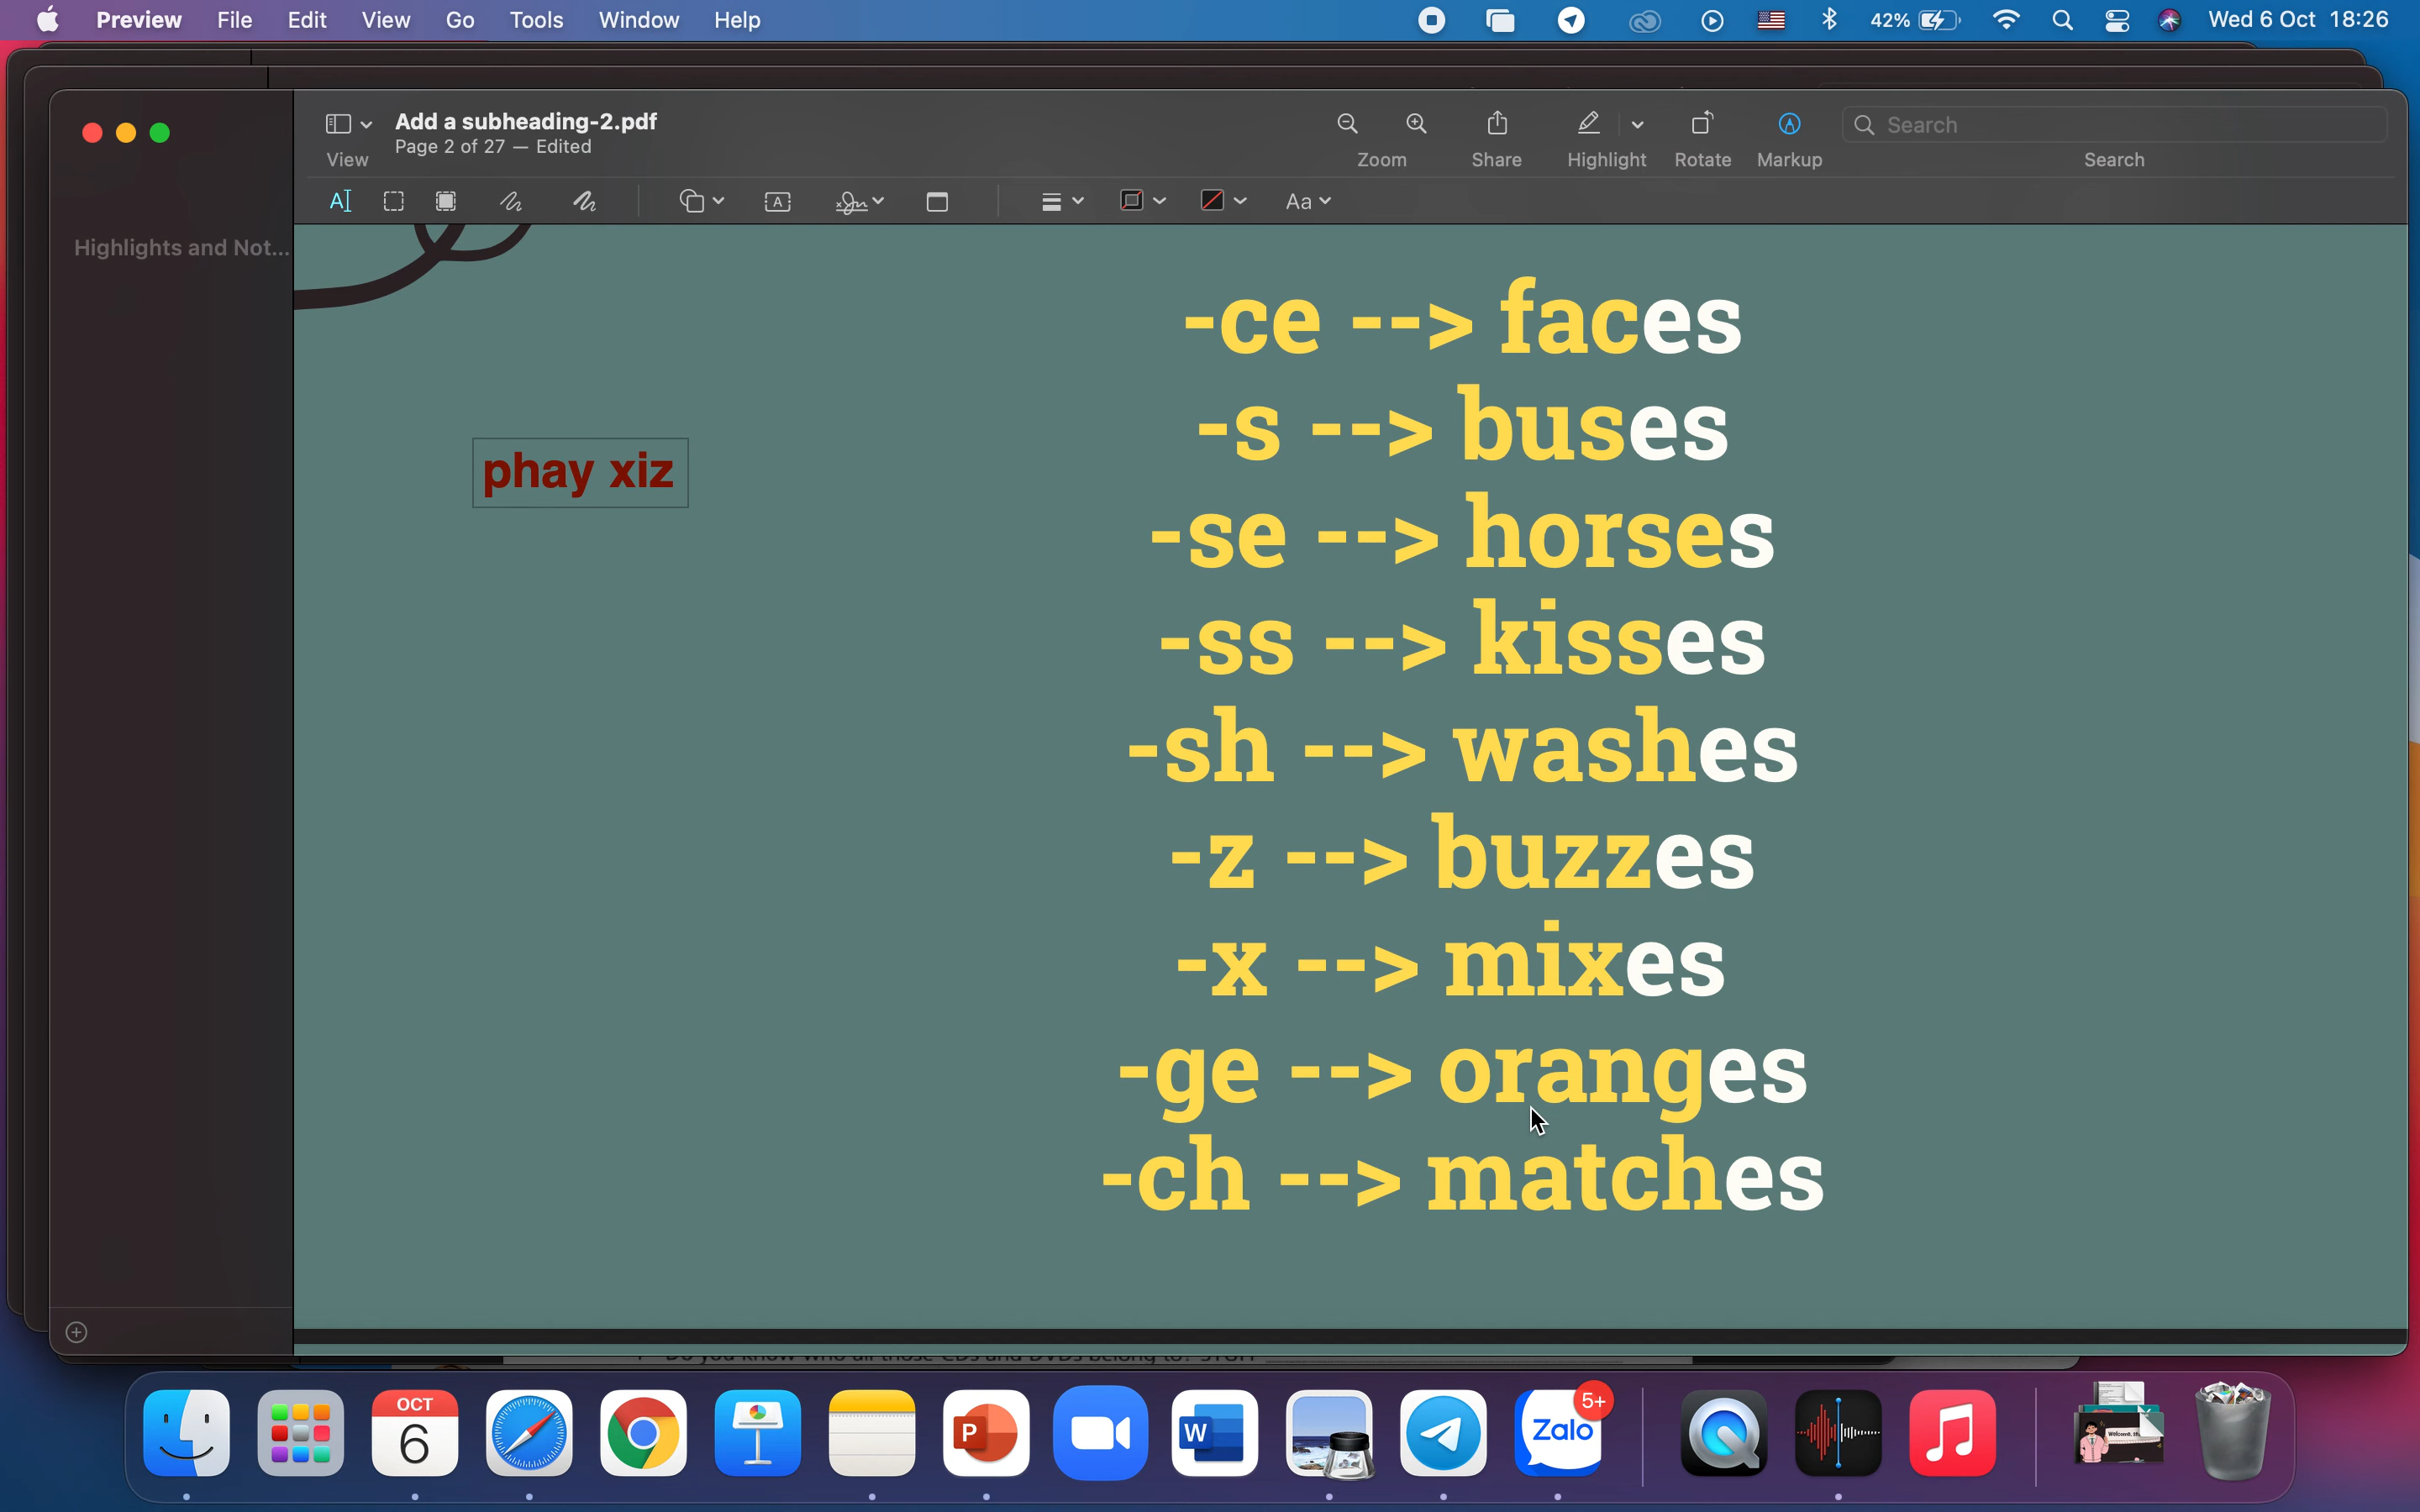 Preview File Edit View Go Tools Window Help 42% Wed 6 Oct 18:26
Add a subheading-2.pdf
Page 2 of 27 — Edited
View Zoom Share Highlight Rotate Markup Search
Search
A
Aa
Highlights and Not...
-ce --> faces
-s --> buses
phay xiz
-se --> horses
-ss --> kisses
-sh --> washes
-z --> buzzes
-x --> mixes
-ge --> oranges
-ch --> matches
OCT
6
P
W
Zalo
5+